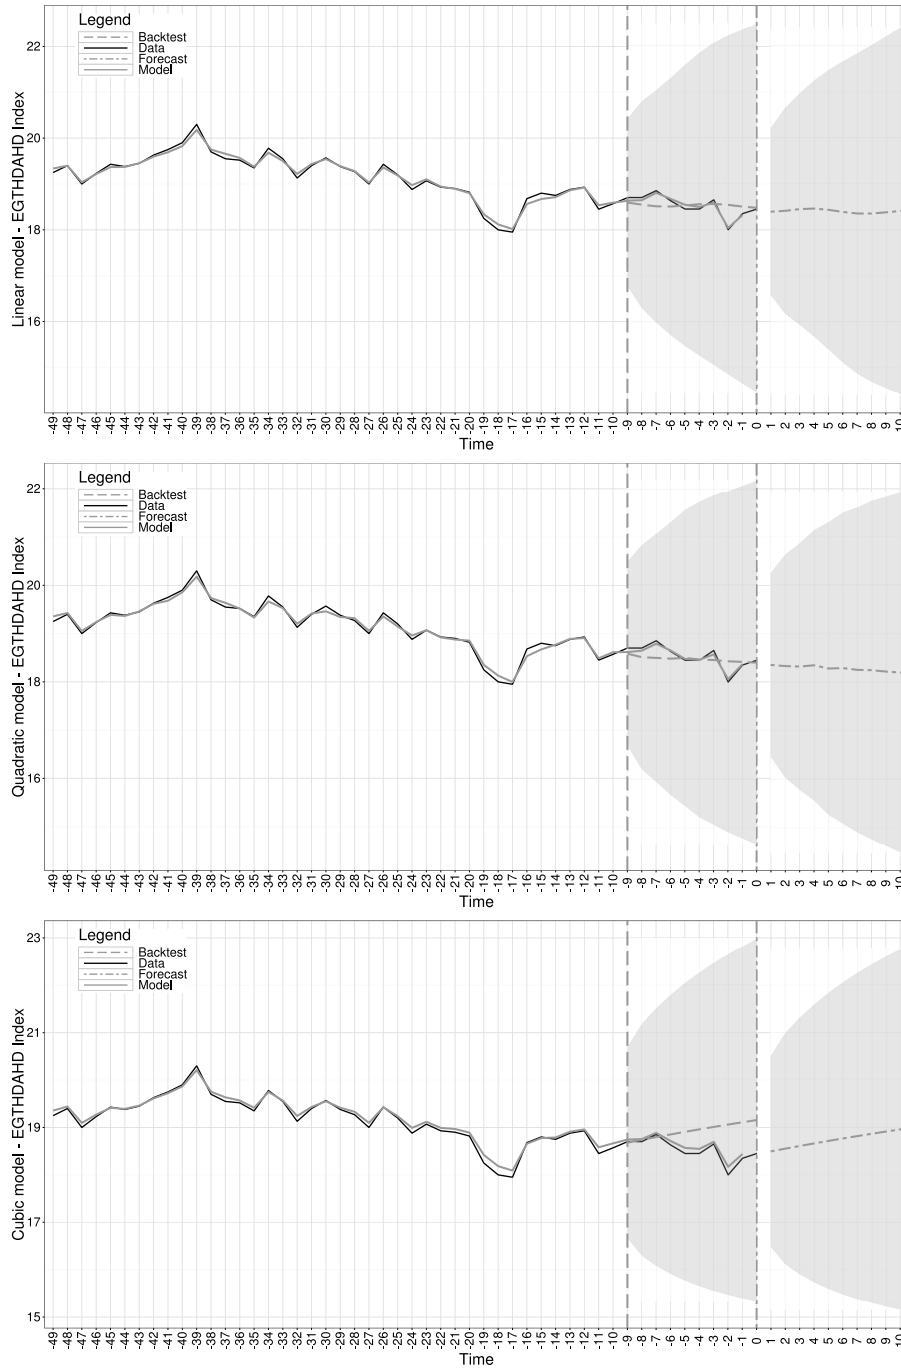 Linear model - EGTHDAHD Index
Legend
Backtest
Data
Forecast
Model
22
20
18
16
-49 -48 -47 -46 -45 -44 -43 -42 -41 -40 -39 -38 -37 -36 -35 -34 -33 -32 -31 -30 -29 -28 -27 -26 -25 -24 -23 -22 -21 -20 -19 -18 -17 -16 -15 -14 -13 -12 -11 -10 -9 -8 -7 -6 -5 -4 -3 -2 -1 0 1 2 3 4 5 6 7 8 9 10
Time
Quadratic model - EGTHDAHD Index
Legend
Backtest
Data
Forecast
Model
22
20
18
16
-49 -48 -47 -46 -45 -44 -43 -42 -41 -40 -39 -38 -37 -36 -35 -34 -33 -32 -31 -30 -29 -28 -27 -26 -25 -24 -23 -22 -21 -20 -19 -18 -17 -16 -15 -14 -13 -12 -11 -10 -9 -8 -7 -6 -5 -4 -3 -2 -1 0 1 2 3 4 5 6 7 8 9 10
Time
Cubic model - EGTHDAHD Index
Legend
Backtest
Data
Forecast
Model
23
21
19
17
15
-49 -48 -47 -46 -45 -44 -43 -42 -41 -40 -39 -38 -37 -36 -35 -34 -33 -32 -31 -30 -29 -28 -27 -26 -25 -24 -23 -22 -21 -20 -19 -18 -17 -16 -15 -14 -13 -12 -11 -10 -9 -8 -7 -6 -5 -4 -3 -2 -1 0 1 2 3 4 5 6 7 8 9 10
Time